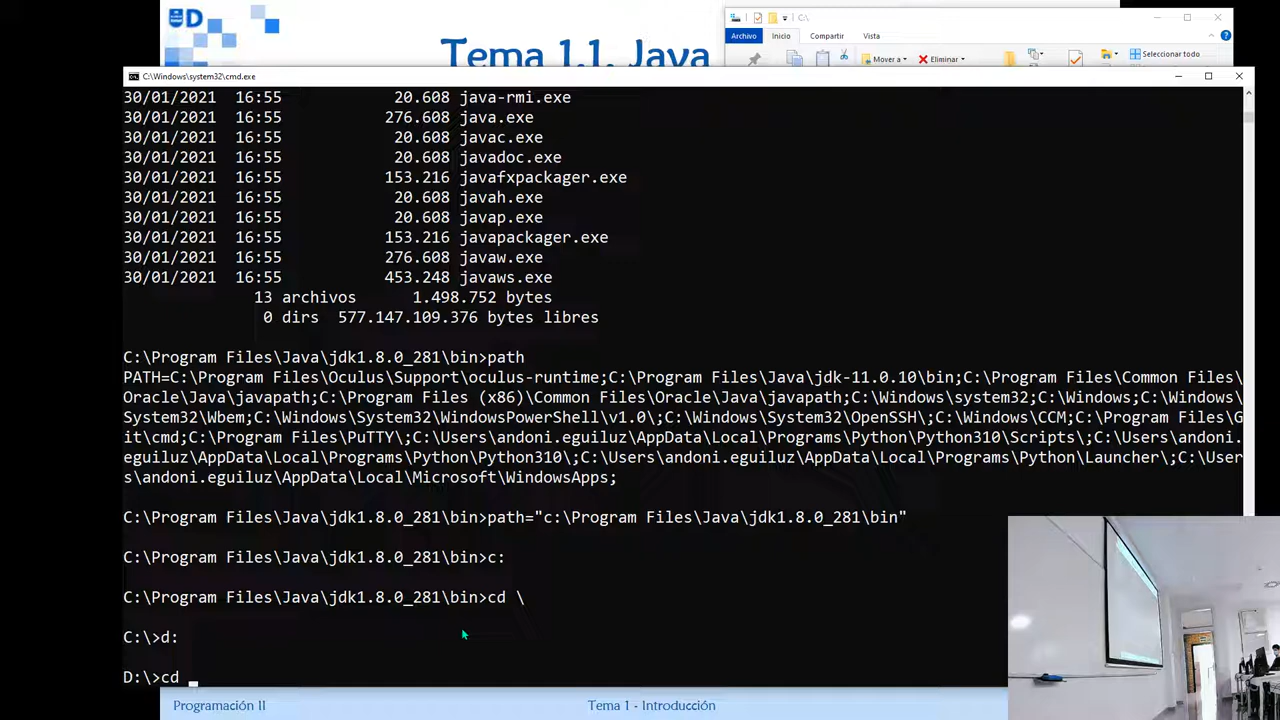 D
Tema 1.1. Java
C:\
Archivo Inicio Compartir Vista
Mover a Eliminar Seleccionar todo
C:\Windows\system32\cmd.exe
30/01/2021  16:55            20.608 java-rmi.exe
30/01/2021  16:55           276.608 java.exe
30/01/2021  16:55            20.608 javac.exe
30/01/2021  16:55            20.608 javadoc.exe
30/01/2021  16:55           153.216 javafxpackager.exe
30/01/2021  16:55            20.608 javah.exe
30/01/2021  16:55            20.608 javap.exe
30/01/2021  16:55           153.216 javapackager.exe
30/01/2021  16:55           276.608 javaw.exe
30/01/2021  16:55           453.248 javaws.exe
13 archivos      1.498.752 bytes
0 dirs  577.147.109.376 bytes libres
C:\Program Files\Java\jdk1.8.0_281\bin>path
PATH=C:\Program Files\Oculus\Support\oculus-runtime;C:\Program Files\Java\jdk-11.0.10\bin;C:\Program Files\Common Files\
Oracle\Java\javapath;C:\Program Files (x86)\Common Files\Oracle\Java\javapath;C:\Windows\system32;C:\Windows;C:\Windows\
System32\Wbem;C:\Windows\System32\WindowsPowerShell\v1.0\;C:\Windows\System32\OpenSSH\;C:\Windows\CCM;C:\Program Files\G
it\cmd;C:\Program Files\PuTTY\;C:\Users\andoni.eguiluz\AppData\Local\Programs\Python\Python310\Scripts\;C:\Users\andoni.
eguiluz\AppData\Local\Programs\Python\Python310\;C:\Users\andoni.eguiluz\AppData\Local\Programs\Python\Launcher\;C:\User
s\andoni.eguiluz\AppData\Local\Microsoft\WindowsApps;
C:\Program Files\Java\jdk1.8.0_281\bin>path="c:\Program Files\Java\jdk1.8.0_281\bin"
C:\Program Files\Java\jdk1.8.0_281\bin>c:
C:\Program Files\Java\jdk1.8.0_281\bin>cd \
C:\>d:
D:\>cd
Programación II Tema 1 - Introducción